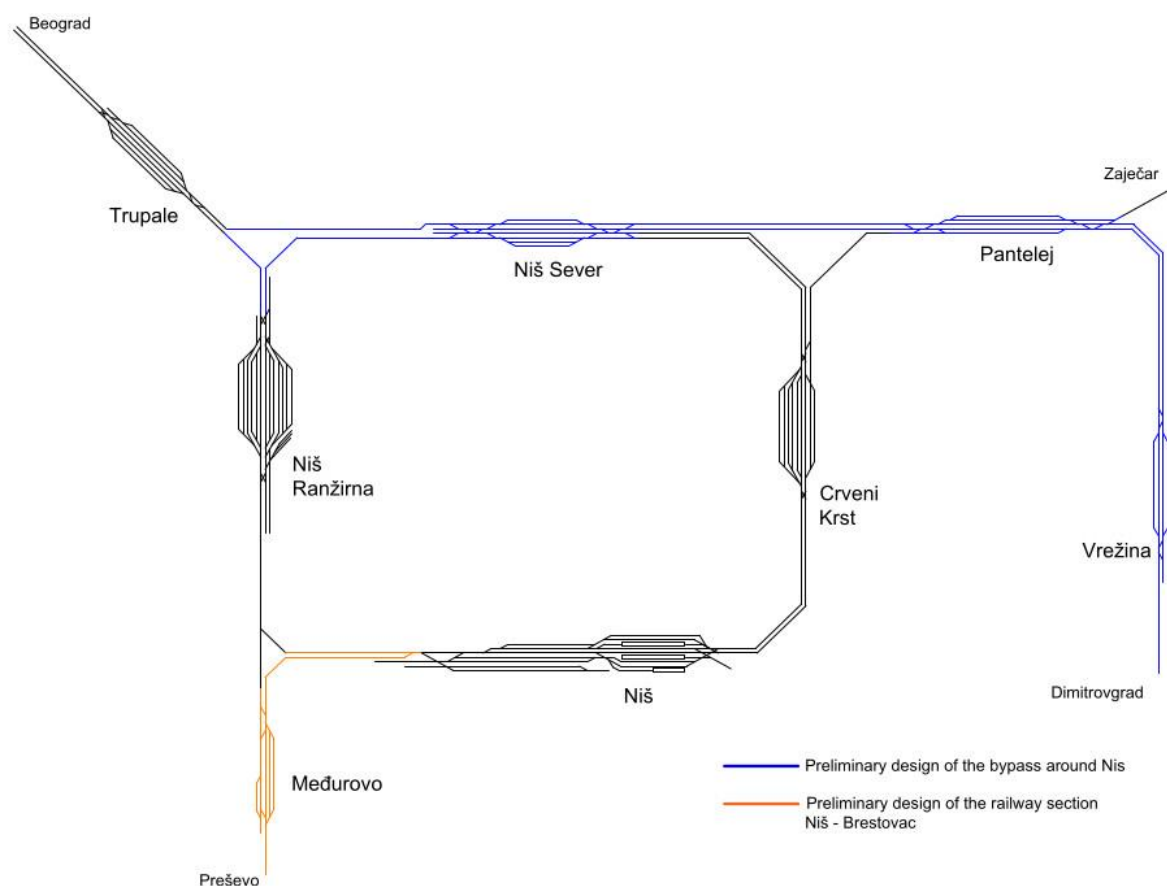 Beograd
Zaječar
Trupale
Niš Sever
Pantelej
Niš
Ranžirna
Crveni
Krst
Vrežina
Niš
Dimitrovgrad
Međurovo
Preliminary design of the bypass around Nis
Preliminary design of the railway section
Niš - Brestovac
Preševo